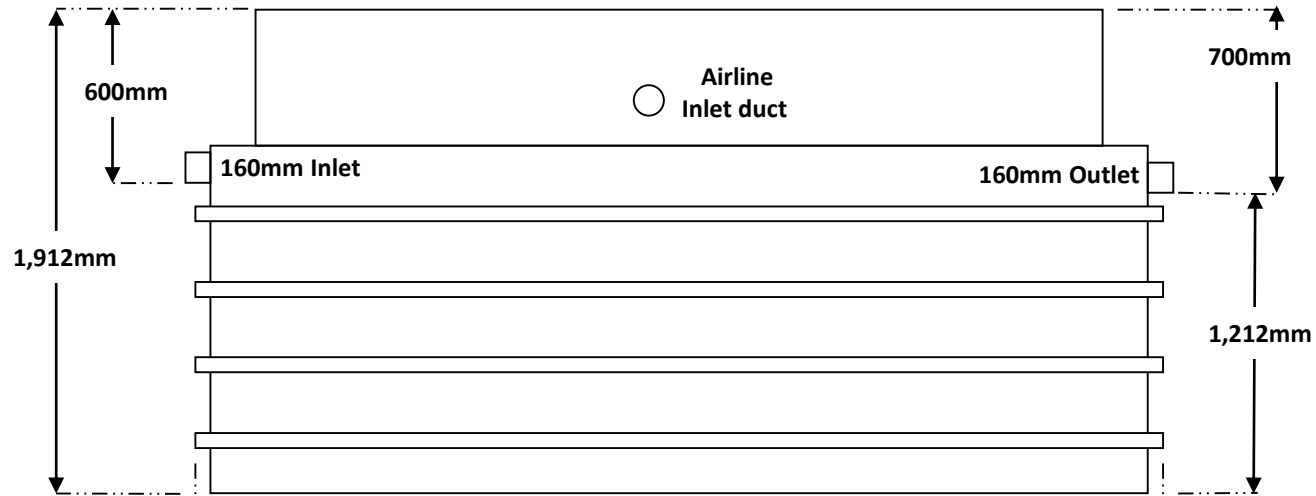 700mm
600mm
Airline
Inlet duct
160mm Inlet
160mm Outlet
1,912mm
1,212mm